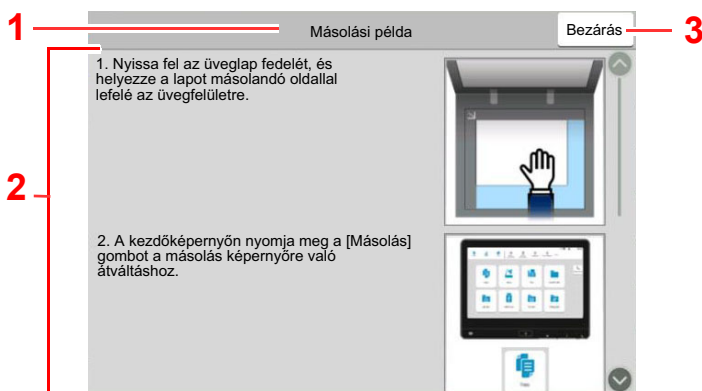 1
Másolási példa
Bezárás
3
1. Nyissa fel az üveglap fedelét, és
helyezze a lapot másolandó oldallal
lefelé az üvegfelületre.
2
2. A kezdőképernyőn nyomja meg a [Másolás]
gombot a másolás képernyőre való
átváltáshoz.